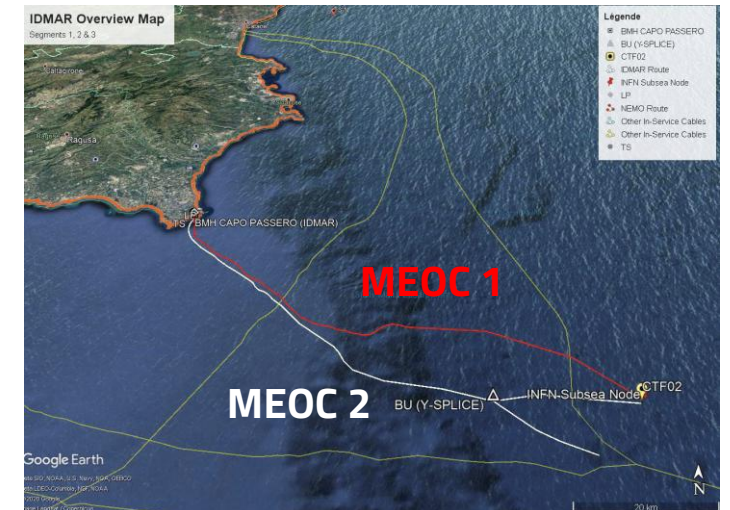 IDMAR Overview Map
Segments 1, 2 & 3
Légende
BMH CAPO PASSERO
BU (Y-SPLICE)
CTF02
IDMAR Route
INFN Subsea Node
LP
NEMO Route
Other In-Service Cables
Other In-Service Cables
TS
Ragusa
TS
BMH CAPO PASSERO (IDMAR)
MEOC 1
MEOC 2
BU (Y-SPLICE)
INFN Subsea Node
CTF02
Google Earth
N
20 km